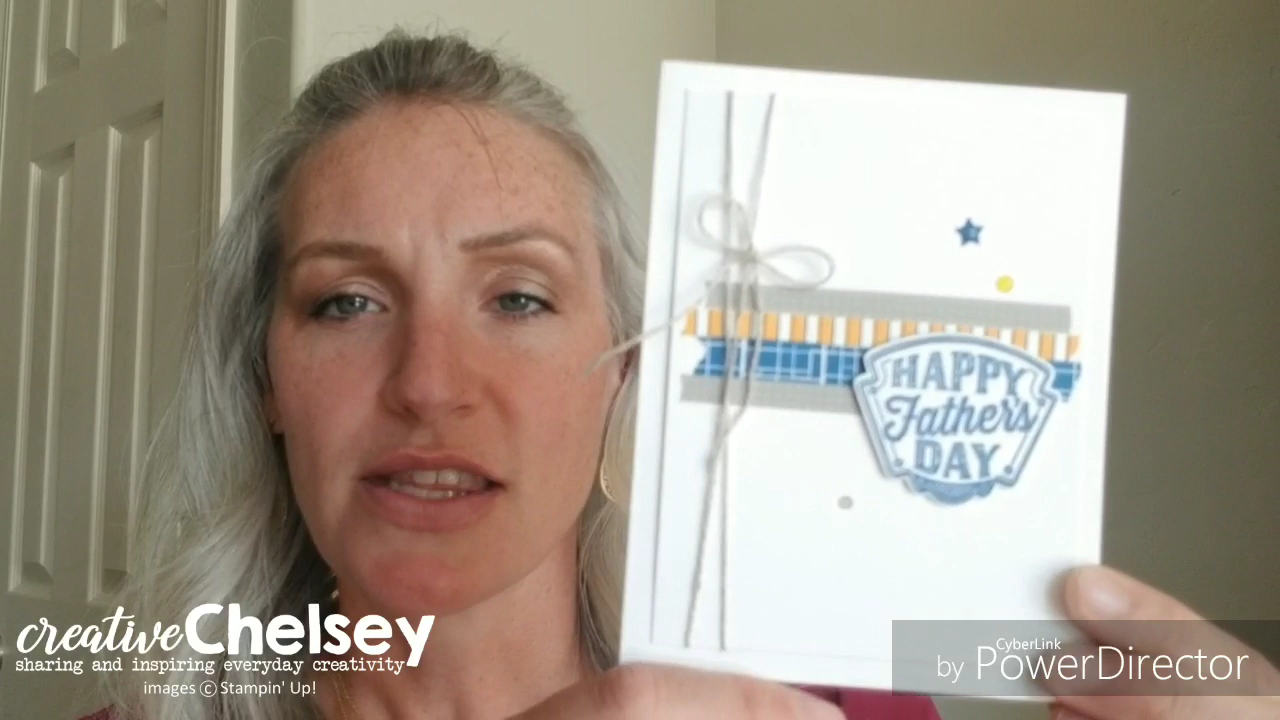 HAPPY
Father's
DAY
creativeChelsey
sharing and inspiring everyday creativity
images © Stampin' Up!
CyberLink
by PowerDirector